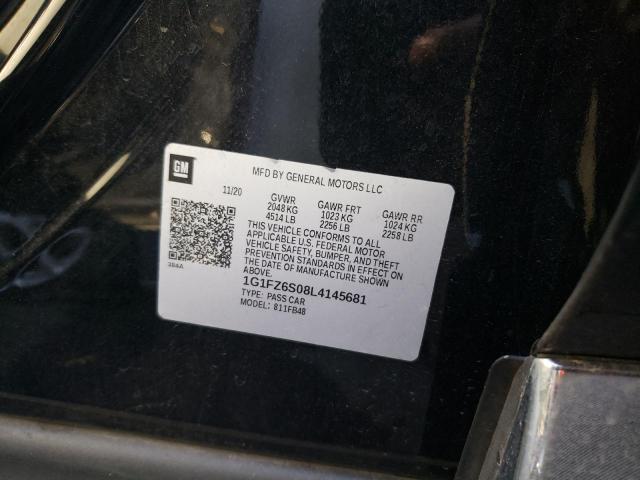 GM
MFD BY GENERAL MOTORS LLC
11/20
GVWR GAWR FRT GAWR RR
2048 KG 1023 KG 1024 KG
4514 LB 2256 LB 2258 LB
THIS VEHICLE CONFORMS TO ALL
APPLICABLE U.S. FEDERAL MOTOR
VEHICLE SAFETY, BUMPER, AND THEFT
PREVENTION STANDARDS IN EFFECT ON
THE DATE OF MANUFACTURE SHOWN
ABOVE.
384A
1G1FZ6S08L4145681
TYPE: PASS CAR
MODEL: 811FB48